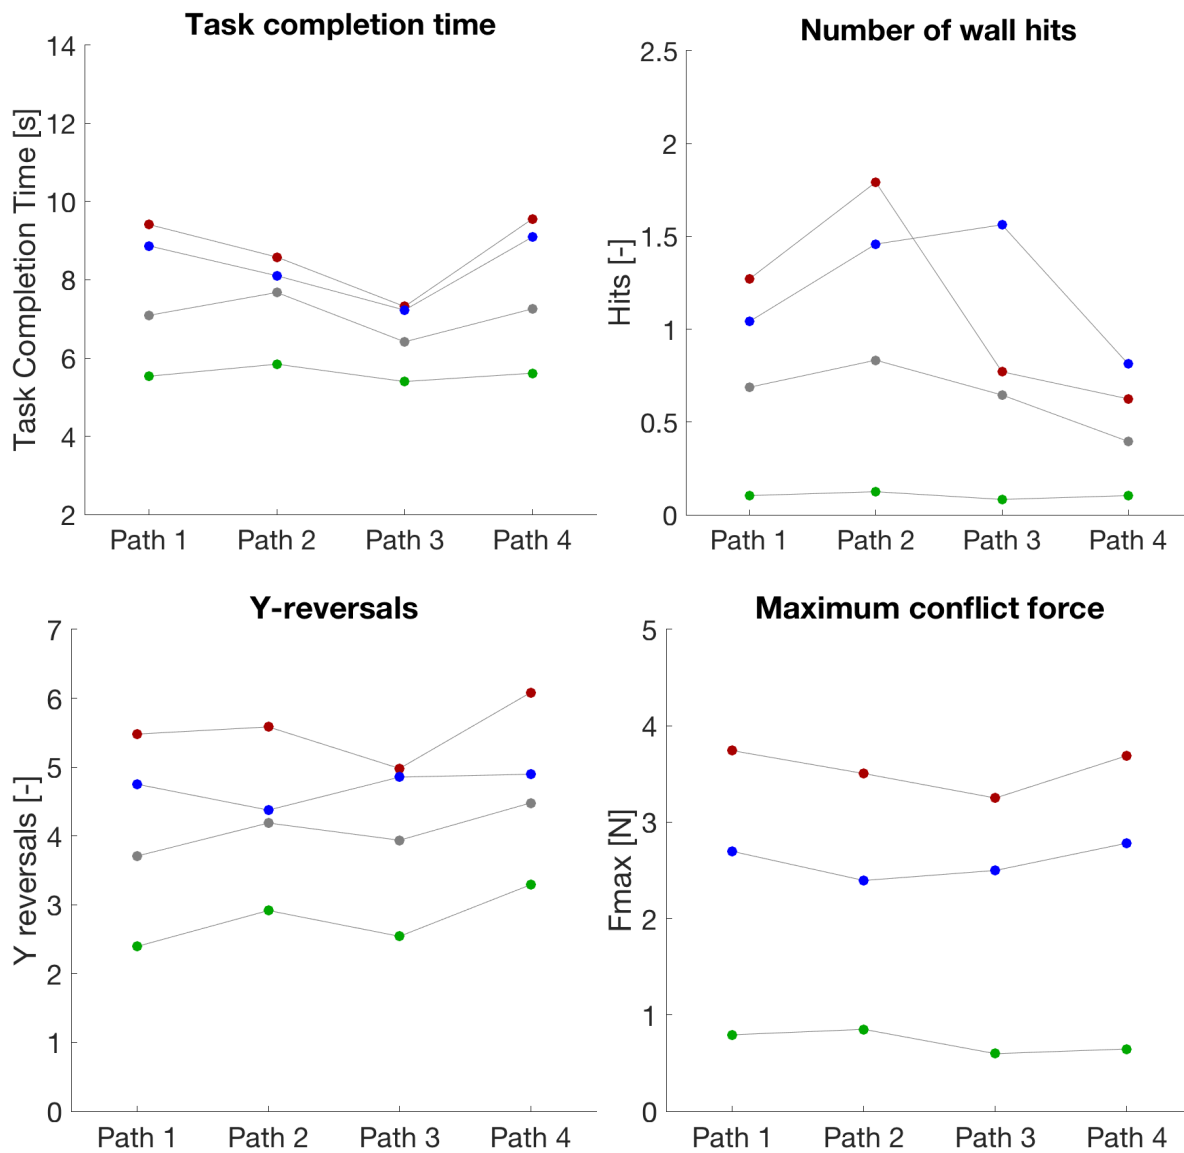 Task completion time
Task Completion Time [s]
14
12
10
8
6
4
2
Path 1 Path 2 Path 3 Path 4
Number of wall hits
Hits [-]
2.5
2
1.5
1
0.5
0
Path 1 Path 2 Path 3 Path 4
Y-reversals
Y reversals [-]
7
6
5
4
3
2
1
0
Path 1 Path 2 Path 3 Path 4
Maximum conflict force
Fmax [N]
5
4
3
2
1
0
Path 1 Path 2 Path 3 Path 4